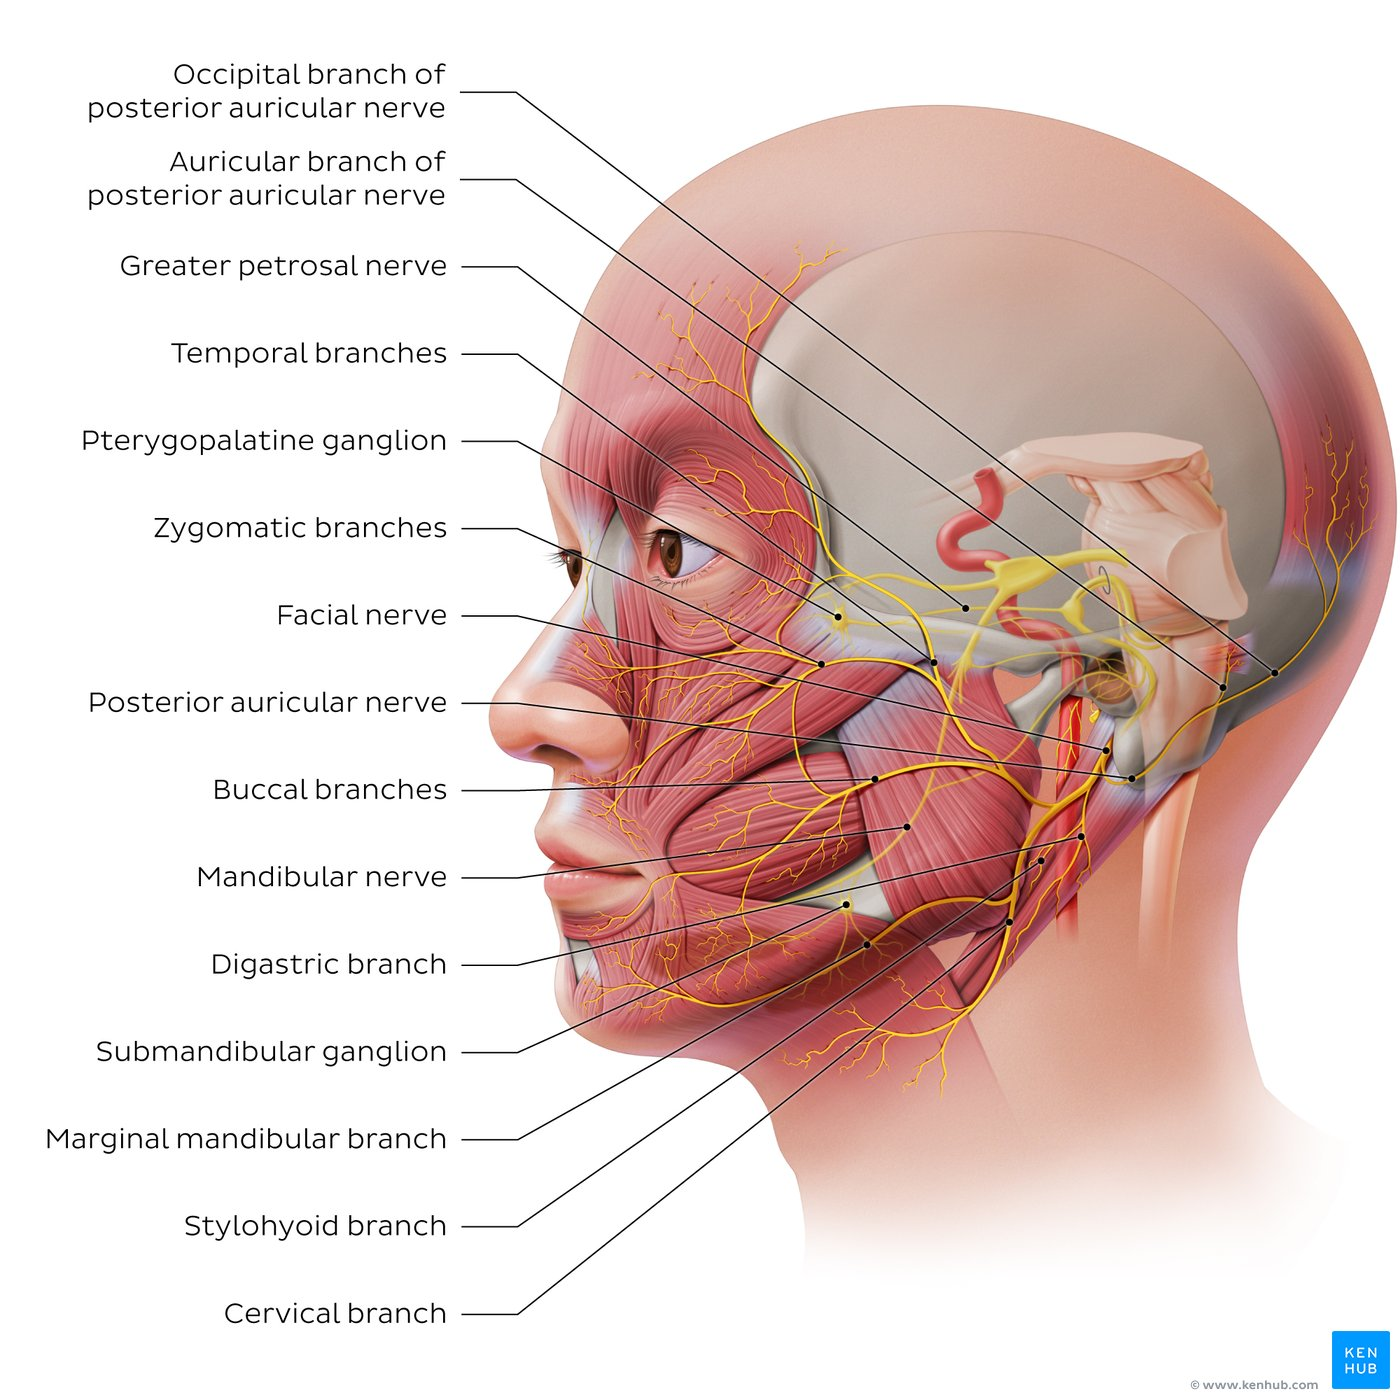 Occipital branch of
posterior auricular nerve
Auricular branch of
posterior auricular nerve
Greater petrosal nerve
Temporal branches
Pterygopalatine ganglion
Zygomatic branches
Facial nerve
Posterior auricular nerve
Buccal branches
Mandibular nerve
Digastric branch
Submandibular ganglion
Marginal mandibular branch
Stylohyoid branch
Cervical branch
KEN
HUB
© www.kenhub.com